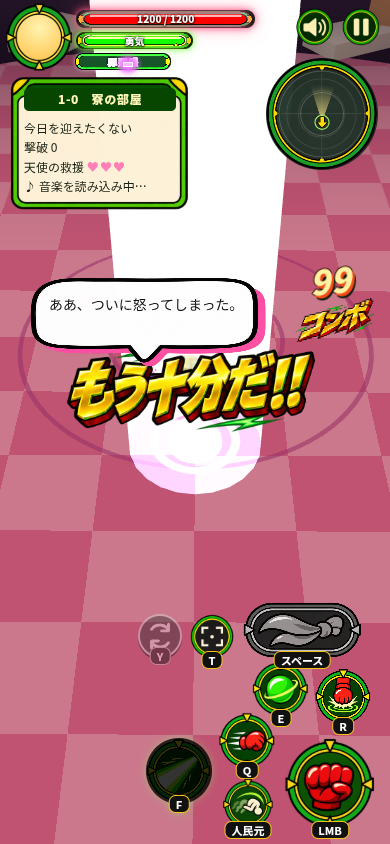 1200 / 1200
勇気
1-0 寮の部屋
今日を迎えたくない
撃破 0
天使の救援 ♥♥♥
♪ 音楽を読み込み中…
ああ、ついに怒ってしまった。
99
コンボ
もう十分だ!!
Y
T
スペース
E
R
Q
F
人民元
LMB